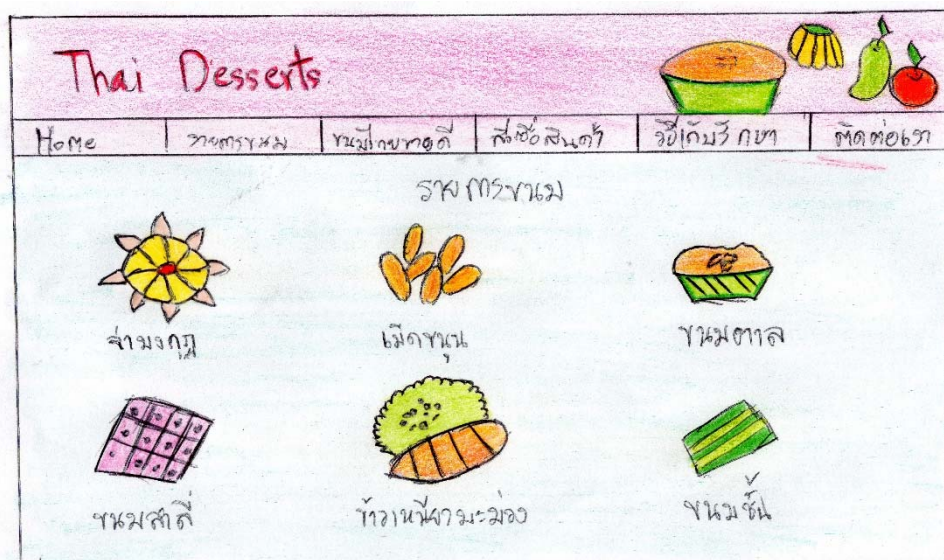 Thai Desserts
Home รายการขนม ขนมไทยขายดี สั่งซื้อสินค้า วิธีเก็บรักษา ติดต่อเรา
รายการขนม
จ่ามงกุฎ เม็ดขนุน ขนมตาล
ขนมสาลี่ ข้าวเหนียวมะม่วง ขนมชั้น